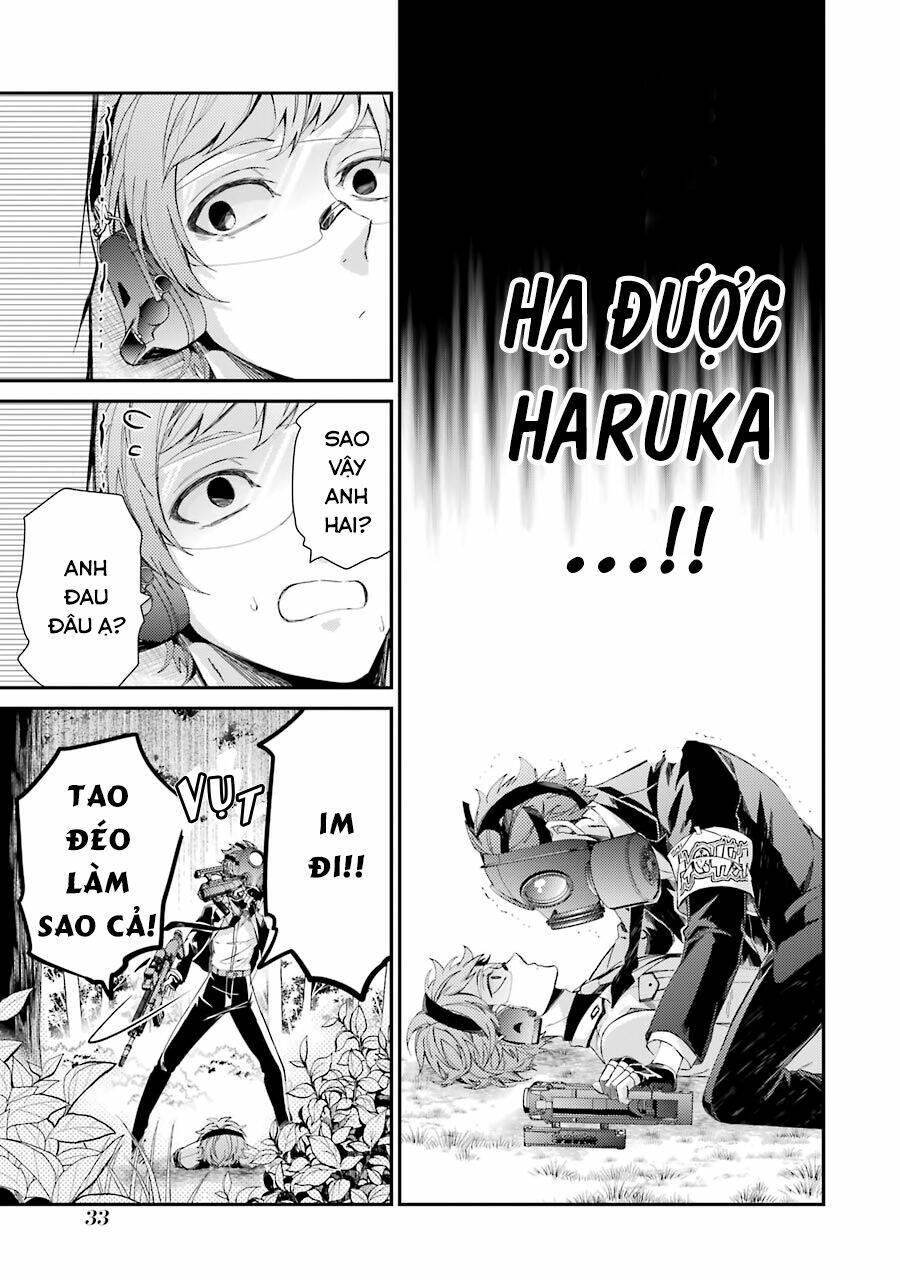 HẠ ĐƯỢC
HARUKA
...!!
SAO
VẬY
ANH
HAI?
ANH
ĐAU
ĐÂU Ạ?
IM
ĐI!!
VỤT
TAO
ĐÉO
LÀM
SAO CẢ!
33